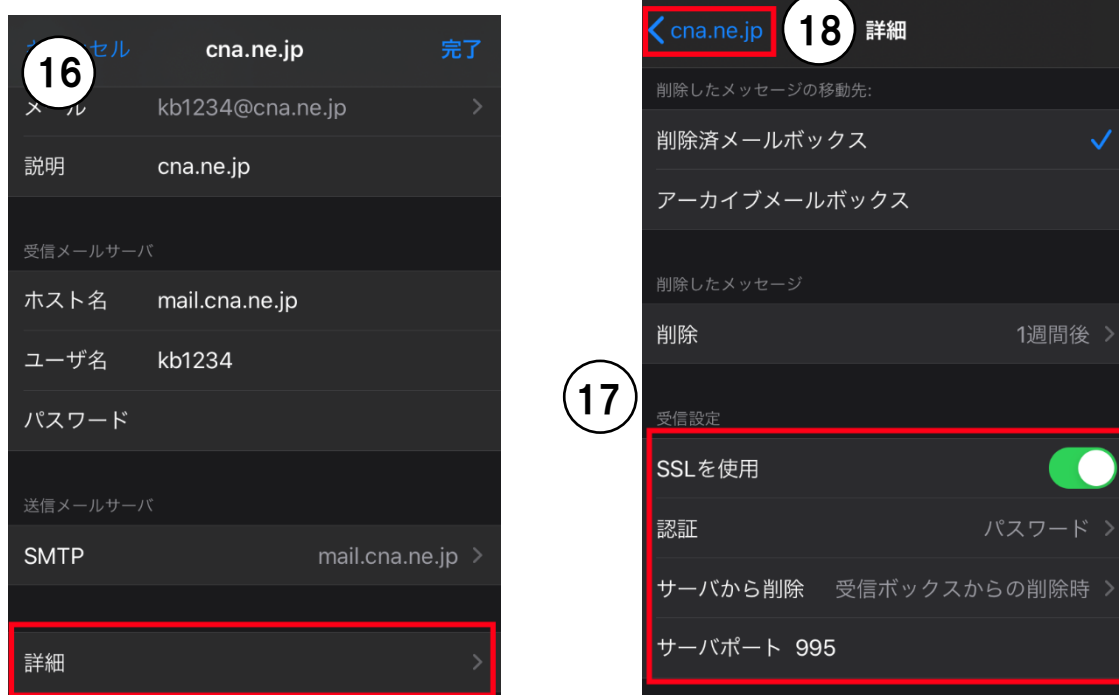 16
セル cna.ne.jp 完了
メール kb1234@cna.ne.jp
説明 cna.ne.jp
受信メールサーバ
ホスト名 mail.cna.ne.jp
ユーザ名 kb1234
パスワード
送信メールサーバ
SMTP mail.cna.ne.jp
詳細
cna.ne.jp 18 詳細
削除したメッセージの移動先:
削除済メールボックス
アーカイブメールボックス
削除したメッセージ
削除 1週間後
17
受信設定
SSLを使用
認証 パスワード
サーバから削除 受信ボックスからの削除時
サーバポート 995